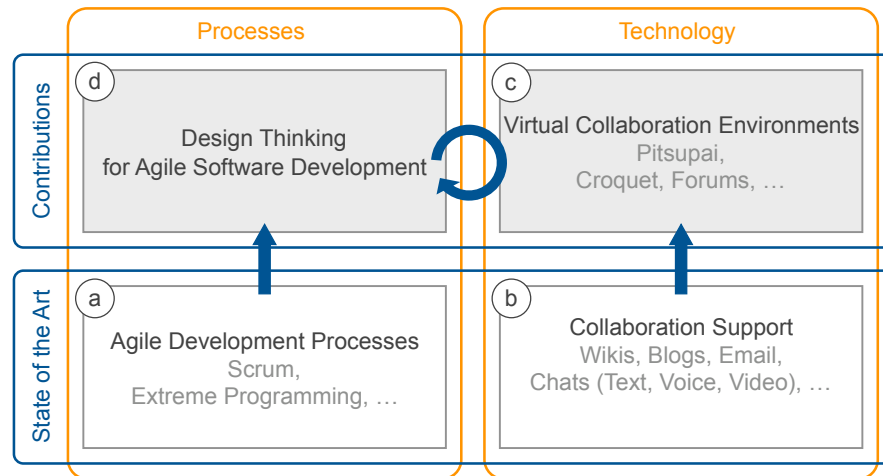 Processes
Technology
Contributions
d
Design Thinking
for Agile Software Development
c
Virtual Collaboration Environments
Pitsupai,
Croquet, Forums, …
State of the Art
a
Agile Development Processes
Scrum,
Extreme Programming, …
b
Collaboration Support
Wikis, Blogs, Email,
Chats (Text, Voice, Video), …